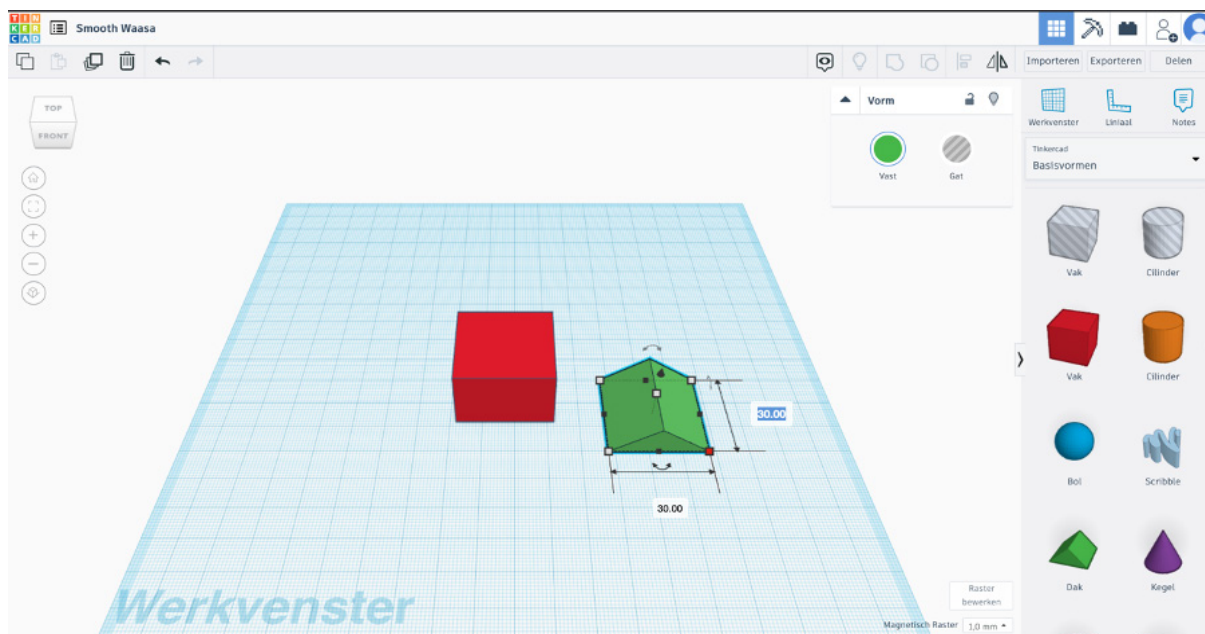 TIN
KER
CAD
Smooth Waasa
Importeren Exporteren Delen
TOP
FRONT
Vorm
Vast Gat
Werkvenster Liniaal Notes
Tinkercad
Basisvormen
Vak Cilinder
Vak Cilinder
Bol Scribble
Dak Kegel
30.00
30.00
Werkvenster
Raster
bewerken
Magnetisch Raster 1,0 mm